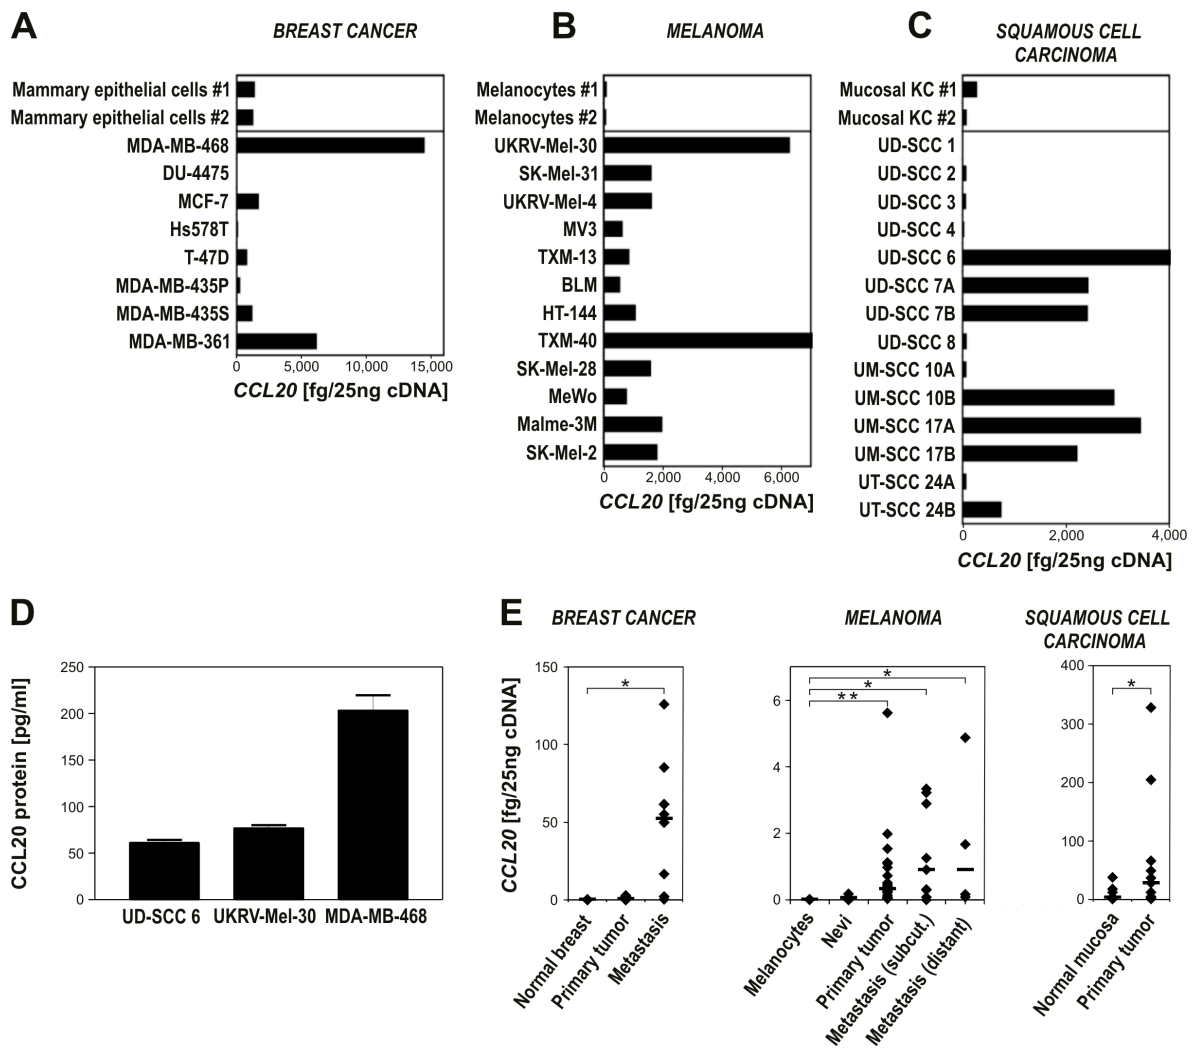 A
BREAST CANCER
Mammary epithelial cells #1
Mammary epithelial cells #2
MDA-MB-468
DU-4475
MCF-7
Hs578T
T-47D
MDA-MB-435P
MDA-MB-435S
MDA-MB-361
0 5,000 10,000 15,000
CCL20 [fg/25ng cDNA]
B
MELANOMA
Melanocytes #1
Melanocytes #2
UKRV-Mel-30
SK-Mel-31
UKRV-Mel-4
MV3
TXM-13
BLM
HT-144
TXM-40
SK-Mel-28
MeWo
Malme-3M
SK-Mel-2
0 2,000 4,000 6,000
CCL20 [fg/25ng cDNA]
C
SQUAMOUS CELL
CARCINOMA
Mucosal KC #1
Mucosal KC #2
UD-SCC 1
UD-SCC 2
UD-SCC 3
UD-SCC 4
UD-SCC 6
UD-SCC 7A
UD-SCC 7B
UD-SCC 8
UM-SCC 10A
UM-SCC 10B
UM-SCC 17A
UM-SCC 17B
UT-SCC 24A
UT-SCC 24B
0 2,000 4,000
CCL20 [fg/25ng cDNA]
D
CCL20 protein [pg/ml]
250
200
150
100
50
0
UD-SCC 6 UKRV-Mel-30 MDA-MB-468
E
BREAST CANCER
CCL20 [fg/25ng cDNA]
150
100
50
0
*
Normal breast
Primary tumor
Metastasis
MELANOMA
6
4
2
0
*
*
**
Melanocytes
Nevi
Primary tumor
Metastasis (subcut.)
Metastasis (distant)
SQUAMOUS CELL
CARCINOMA
400
300
200
100
0
*
Normal mucosa
Primary tumor